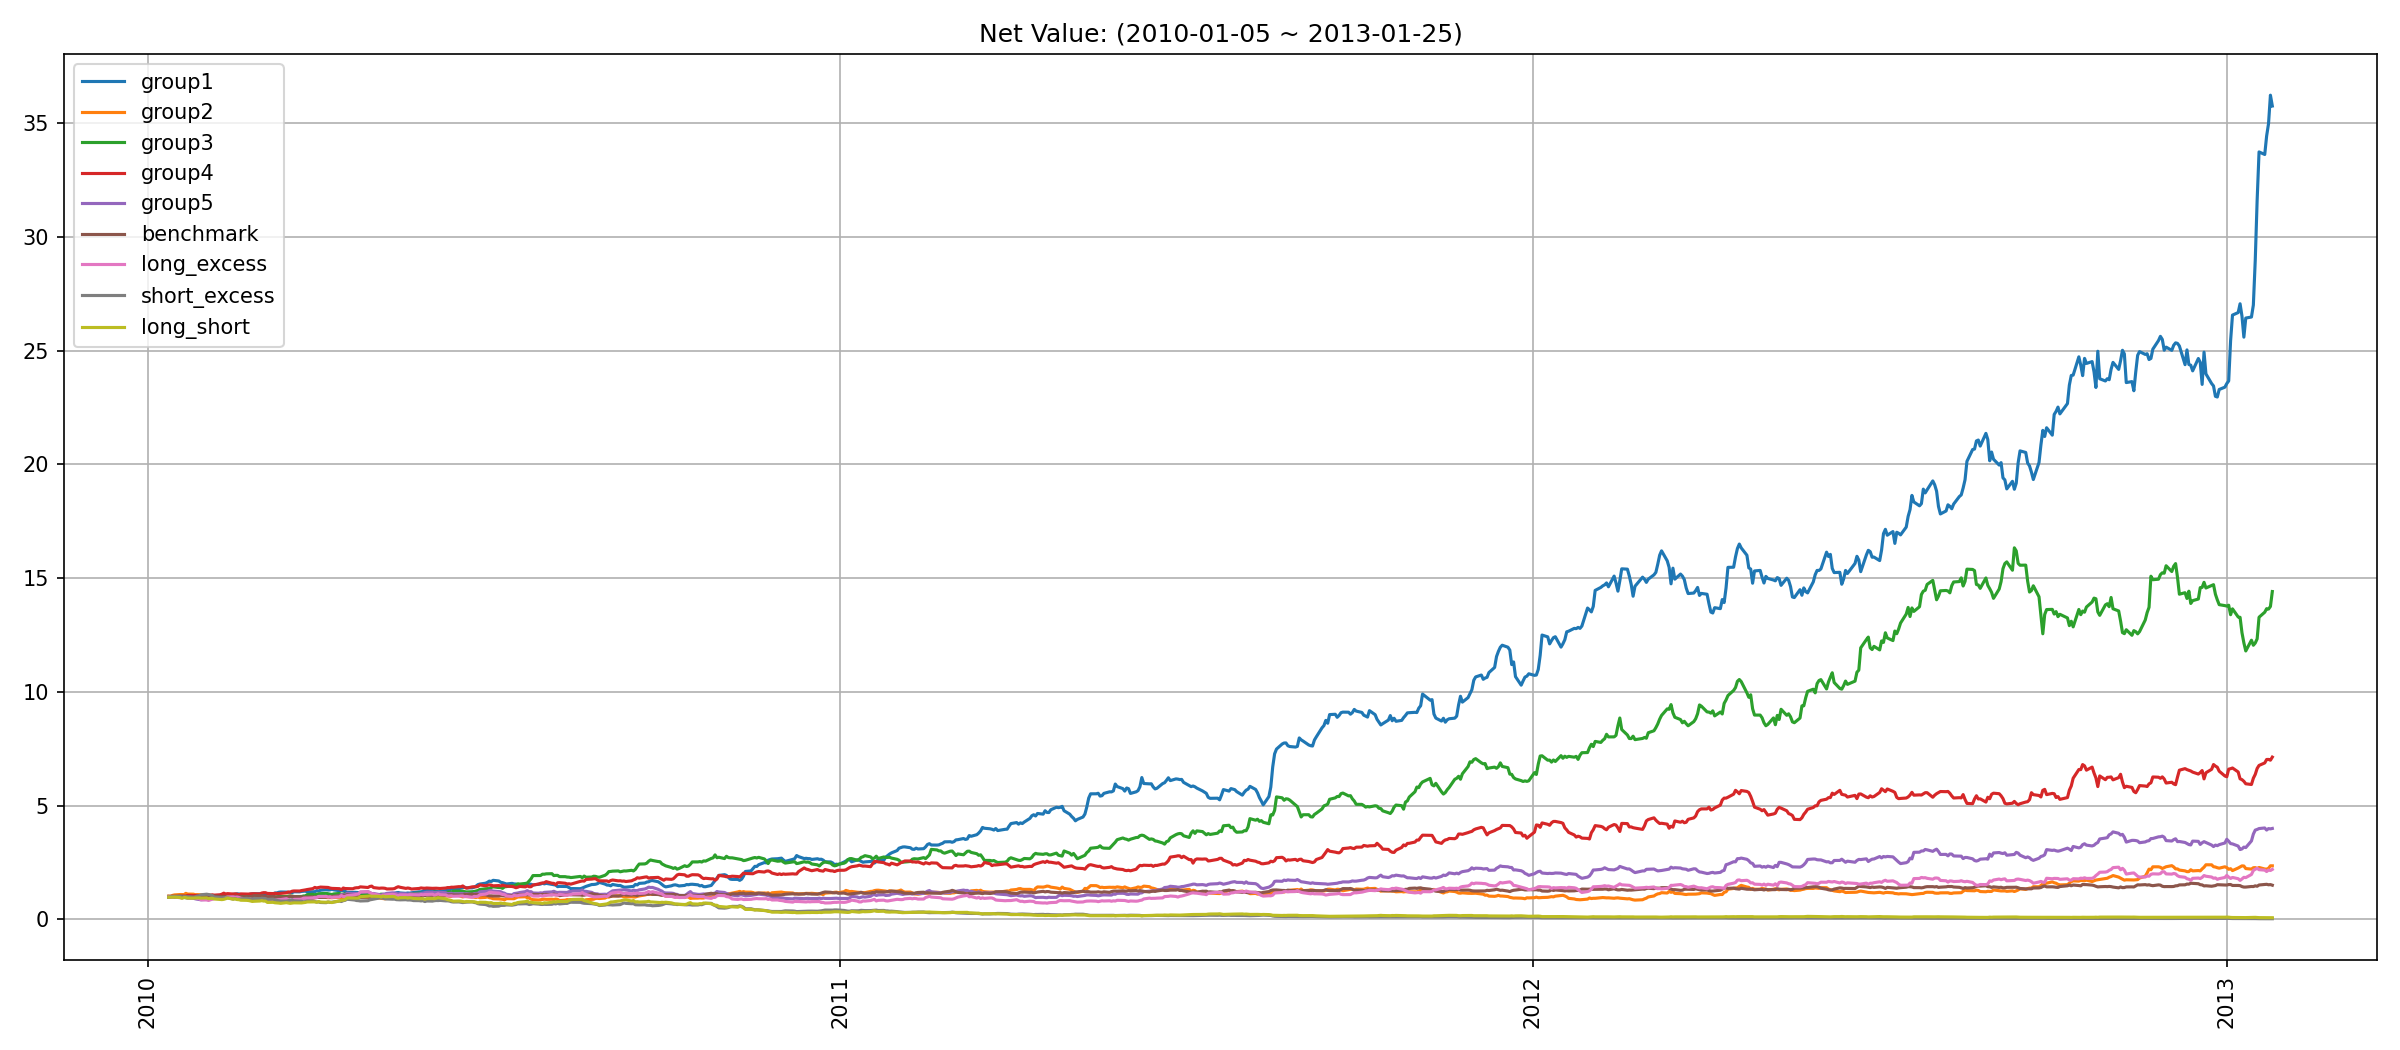 Net Value: (2010-01-05 ~ 2013-01-25)
group1
group2
group3
group4
group5
benchmark
long_excess
short_excess
long_short
35
30
25
20
15
10
5
0
2010
2011
2012
2013